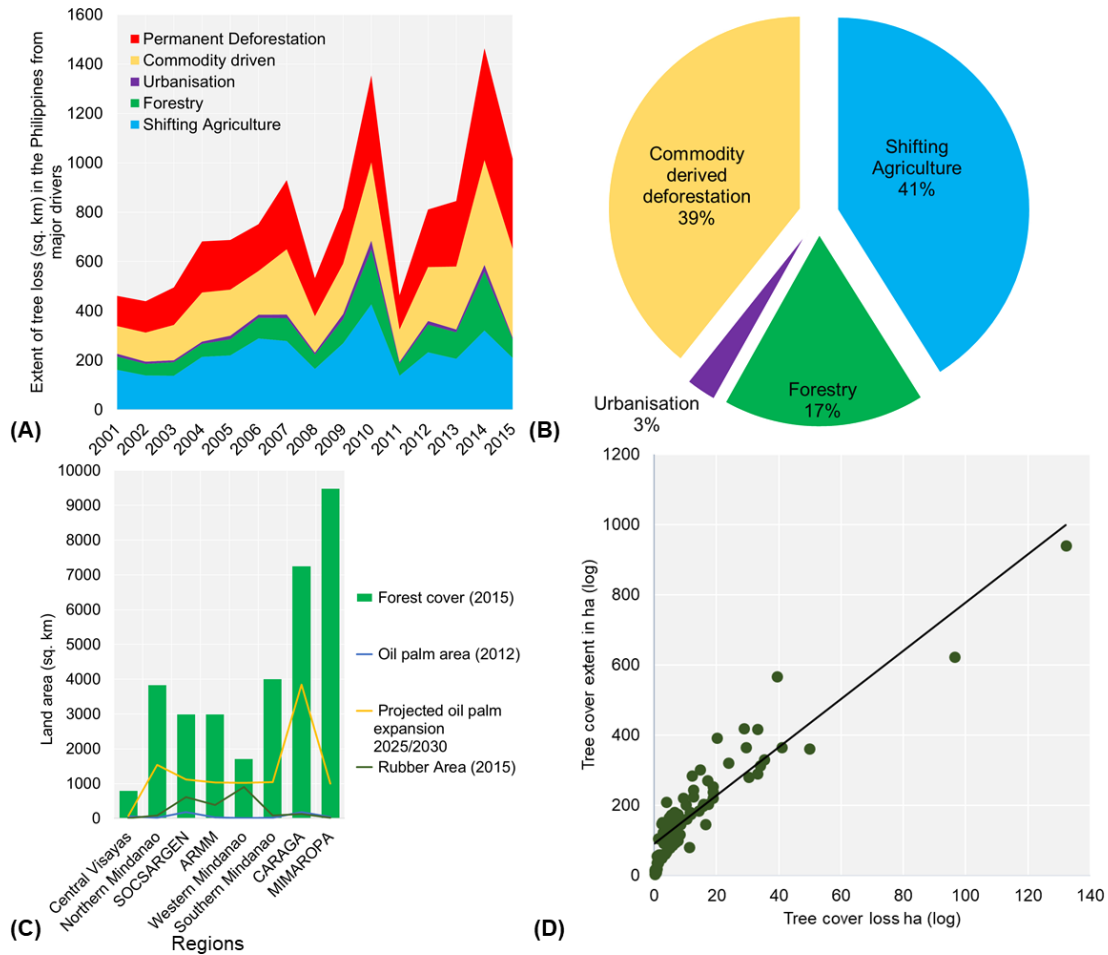 Extent of tree loss (sq. km) in the Philippines from
major drivers
1600
1400
1200
1000
800
600
400
200
0
Permanent Deforestation
Commodity driven
Urbanisation
Forestry
Shifting Agriculture
2001
2002
2003
2004
2005
2006
2007
2008
2009
2010
2011
2012
2013
2014
2015
(A)
Commodity
derived
deforestation
39%
Shifting
Agriculture
41%
Urbanisation
3%
Forestry
17%
(B)
Land area (sq. km)
10000
9000
8000
7000
6000
5000
4000
3000
2000
1000
0
Forest cover (2015)
Oil palm area (2012)
Projected oil palm
expansion
2025/2030
Rubber Area (2015)
Central Visayas
Northern Mindanao
SOCSARGEN
ARMM
Western Mindanao
Southern Mindanao
CARAGA
MIMAROPA
Regions
(C)
Tree cover extent in ha (log)
1200
1000
800
600
400
200
0
0
20
40
60
80
100
120
140
Tree cover loss ha (log)
(D)